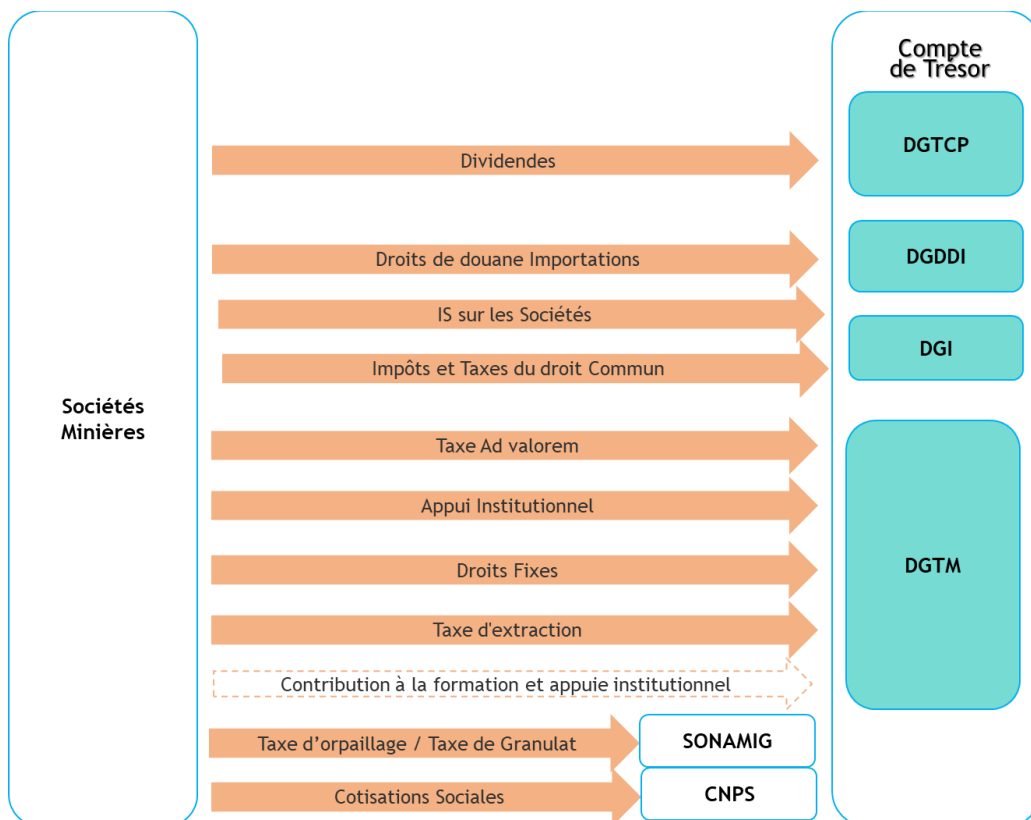 Compte
de Trésor
DGTCP
Dividendes
DGDDI
Droits de douane Importations
IS sur les Sociétés
DGI
Impôts et Taxes du droit Commun
Sociétés
Minières
Taxe Ad valorem
Appui Institutionnel
DGTM
Droits Fixes
Taxe d'extraction
Contribution à la formation et appuie institutionnel
Taxe d’orpaillage / Taxe de Granulat
SONAMIG
Cotisations Sociales
CNPS